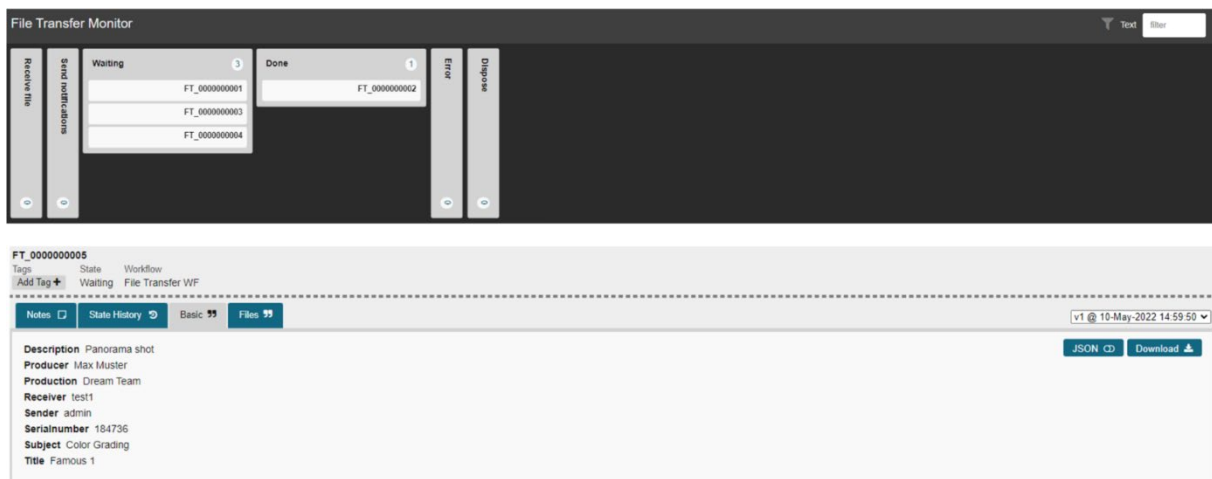 File Transfer Monitor
Text filter
Receive file
0
Send notifications
0
Waiting 3
FT_0000000001
FT_0000000003
FT_0000000004
Done 1
FT_0000000002
Error
0
Dispose
0
FT_0000000005
Tags State Workflow
Add Tag Waiting File Transfer WF
Notes State History Basic Files
v1 @ 10-May-2022 14:59:50
JSON Download
Description Panorama shot
Producer Max Muster
Production Dream Team
Receiver test1
Sender admin
Serialnumber 184736
Subject Color Grading
Title Famous 1